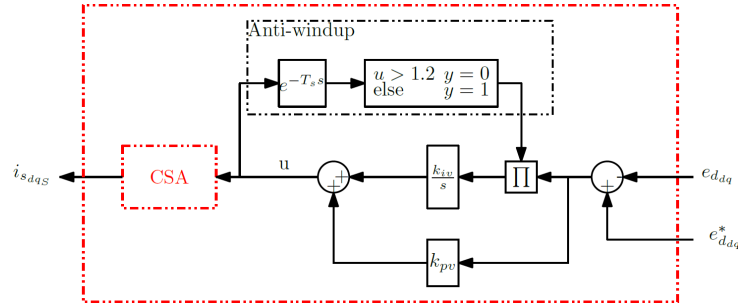 Anti-windup
e^{-T_s s}
u > 1.2 y = 0
else y = 1
i_{s_{dq_S}}
CSA
u
+
+
k_{iv}/s
∏
-
+
e_{d_{dq}}
k_{pv}
e^*_{d_{dq}}